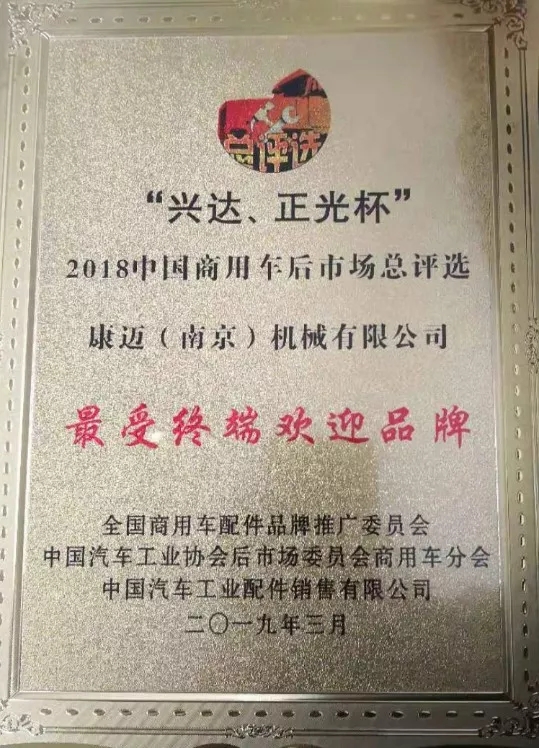 总评选
“兴达、正光杯”
2018中国商用车后市场总评选
康迈（南京）机械有限公司
最受终端欢迎品牌
全国商用车配件品牌推广委员会
中国汽车工业协会后市场委员会商用车分会
中国汽车工业配件销售有限公司
二〇一九年三月